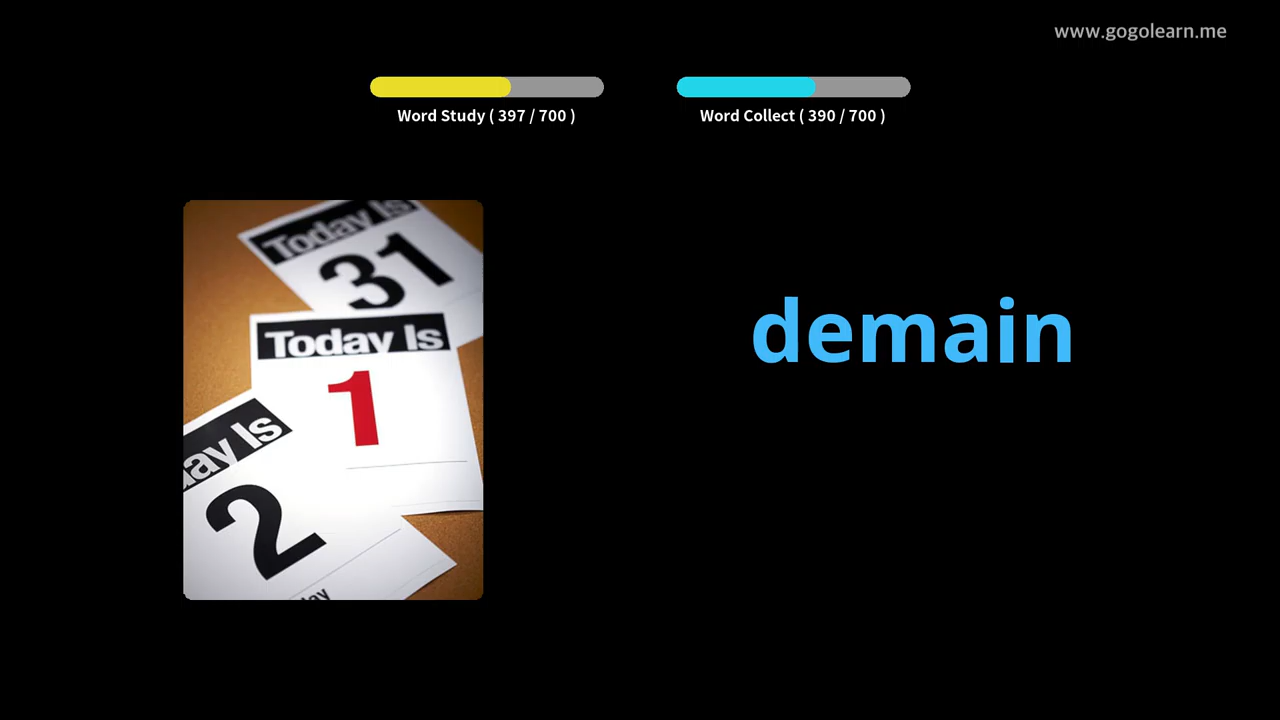 www.gogolearn.me
Word Study ( 397 / 700 )
Word Collect ( 390 / 700 )
Today Is
31
Today Is
1
day Is
2
demain